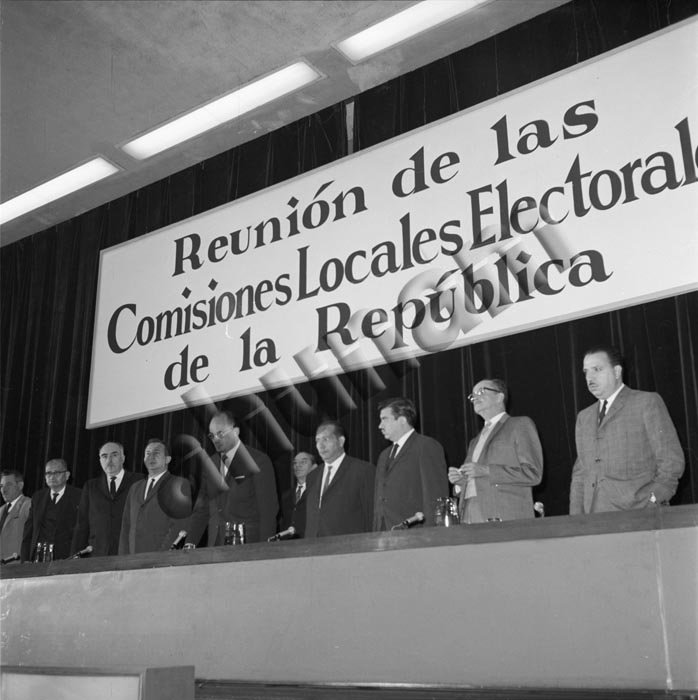 Reunión de las
Comisiones Locales Electorales
de la República